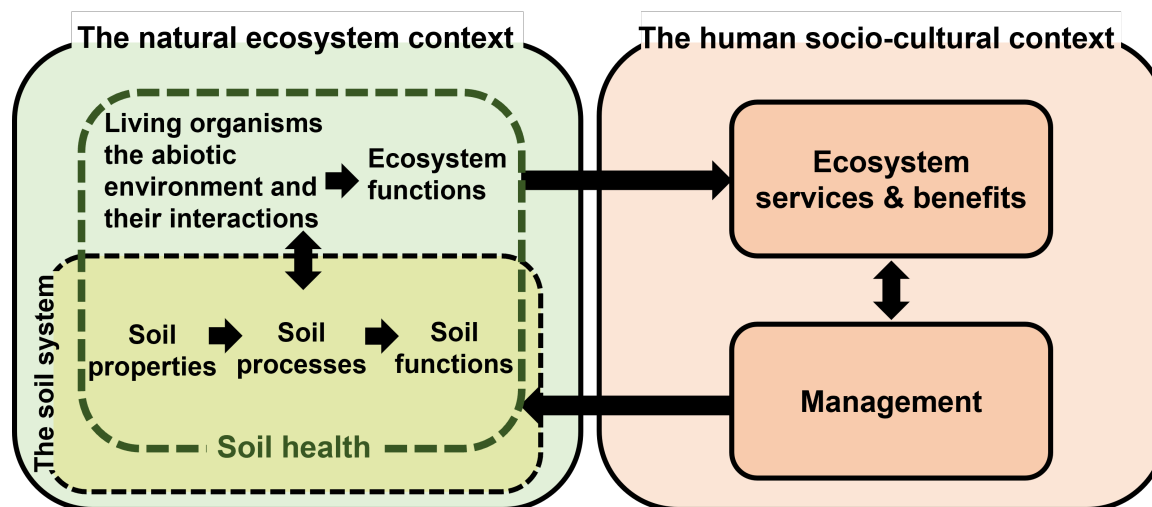 The natural ecosystem context
The human socio-cultural context
Living organisms
the abiotic
environment and
their interactions
Ecosystem
functions
Ecosystem
services & benefits
The soil system
Soil
properties
Soil
processes
Soil
functions
Management
Soil health